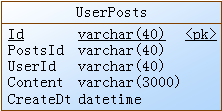 UserPosts
Id varchar(40) <pk>
PostsId varchar(40)
UserId varchar(40)
Content varchar(3000)
CreateDt datetime